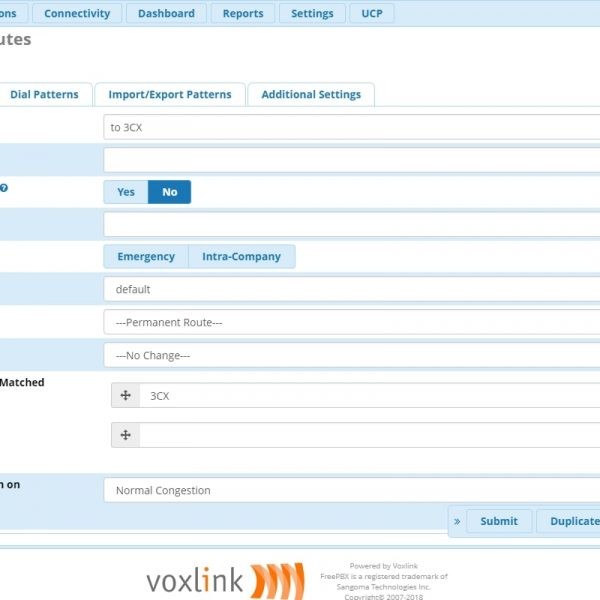 ons Connectivity Dashboard Reports Settings UCP
utes
Dial Patterns Import/Export Patterns Additional Settings
to 3CX
Yes No
Emergency Intra-Company
default
---Permanent Route---
---No Change---
Matched
3CX
n on
Normal Congestion
» Submit Duplicate
voxlink
Powered by Voxlink
FreePBX is a registered trademark of
Sangoma Technologies Inc.
Copyright© 2007-2018